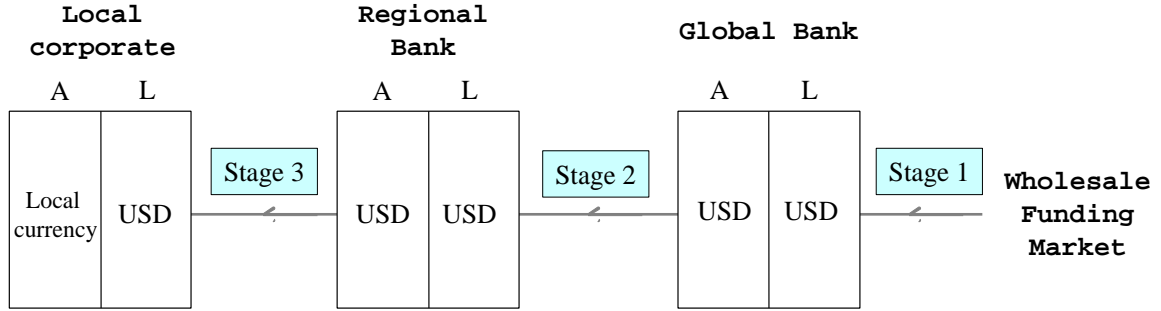 Local
corporate
Regional
Bank
Global Bank
A L
A L
A L
Local
currency
USD
Stage 3
USD
USD
Stage 2
USD
USD
Stage 1
Wholesale
Funding
Market